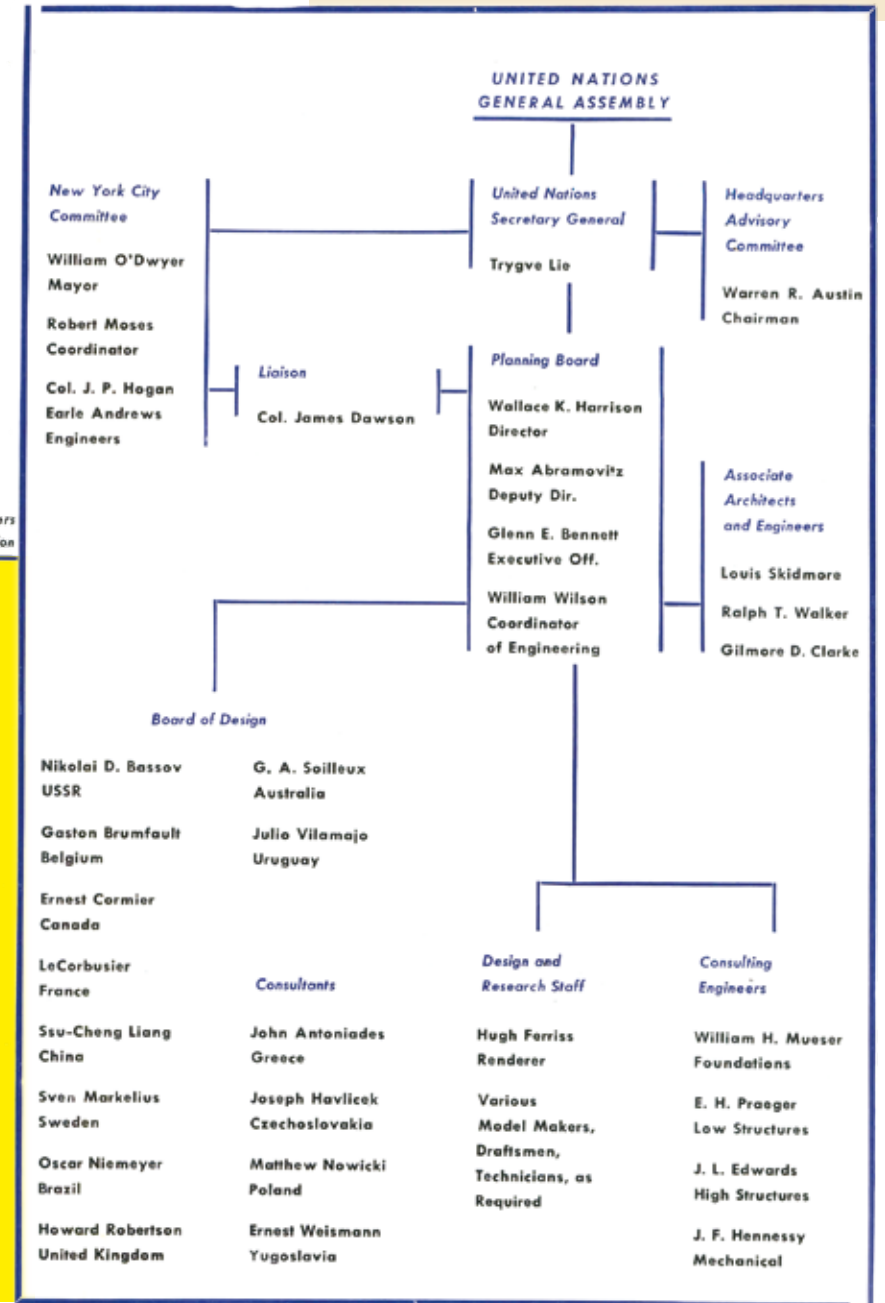 UNITED NATIONS
GENERAL ASSEMBLY
New York City
Committee
William O'Dwyer
Mayor
Robert Moses
Coordinator
Col. J. P. Hogan
Earle Andrews
Engineers
United Nations
Secretary General
Trygve Lie
Headquarters
Advisory
Committee
Warren R. Austin
Chairman
Liaison
Col. James Dawson
Planning Board
Wallace K. Harrison
Director
Max Abramovitz
Deputy Dir.
Glenn E. Bennett
Executive Off.
William Wilson
Coordinator
of Engineering
Associate
Architects
and Engineers
Louis Skidmore
Ralph T. Walker
Gilmore D. Clarke
ers
on
Board of Design
Nikolai D. Bassov
USSR
Gaston Brumfault
Belgium
Ernest Cormier
Canada
LeCorbusier
France
Ssu-Cheng Liang
China
Sven Markelius
Sweden
Oscar Niemeyer
Brazil
Howard Robertson
United Kingdom
G. A. Soilleux
Australia
Julio Vilamajo
Uruguay
Consultants
John Antoniades
Greece
Joseph Havlicek
Czechoslovakia
Matthew Nowicki
Poland
Ernest Weismann
Yugoslavia
Design and
Research Staff
Hugh Ferriss
Renderer
Various
Model Makers,
Draftsmen,
Technicians, as
Required
Consulting
Engineers
William H. Mueser
Foundations
E. H. Praeger
Low Structures
J. L. Edwards
High Structures
J. F. Hennessy
Mechanical